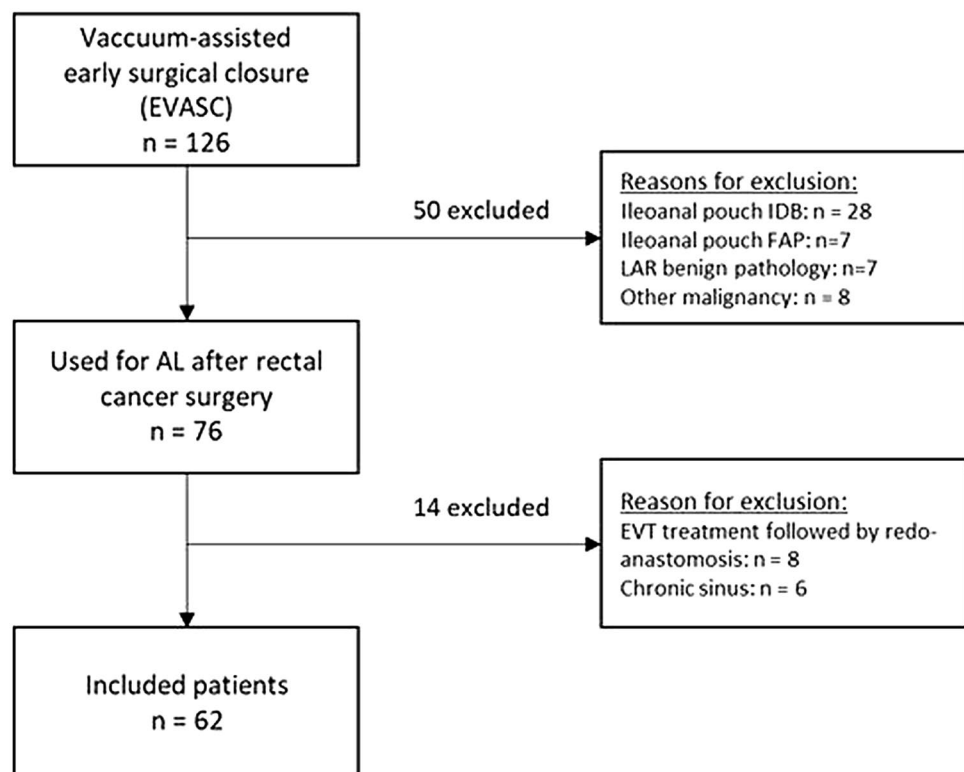 Vaccuum-assisted
early surgical closure
(EVASC)
n = 126
50 excluded
Reasons for exclusion:
Ileoanal pouch IDB: n = 28
Ileoanal pouch FAP: n=7
LAR benign pathology: n=7
Other malignancy: n = 8
Used for AL after rectal
cancer surgery
n = 76
14 excluded
Reason for exclusion:
EVT treatment followed by redo-
anastomosis: n = 8
Chronic sinus: n = 6
Included patients
n = 62